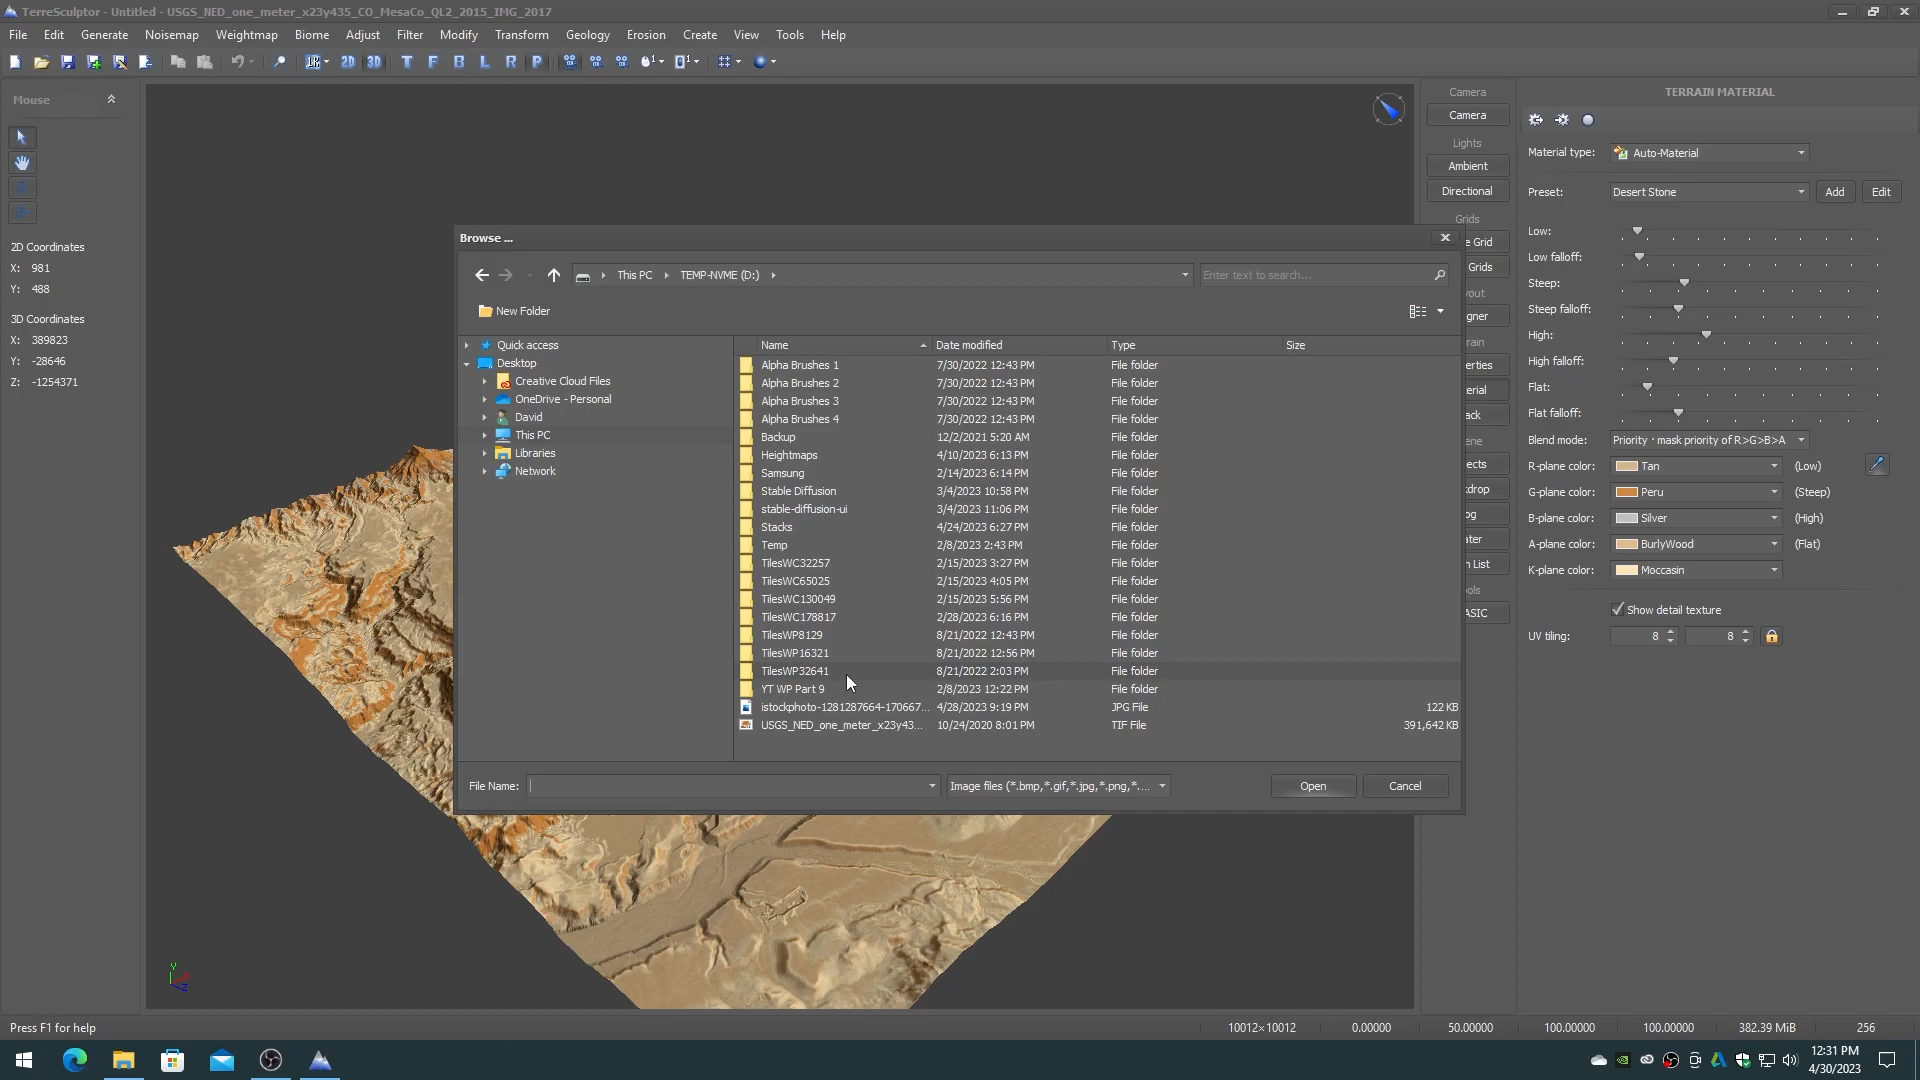 TerreSculptor - Untitled - USGS_NED_one_meter_x23y435_CO_MesaCo_QL2_2015_IMG_2017
File Edit Generate Noisemap Weightmap Biome Adjust Filter Modify Transform Geology Erosion Create View Tools Help
2D 3D T F B L R P
Mouse
2D Coordinates
X: 981
Y: 488
3D Coordinates
X: 389823
Y: -28646
Z: -1254371
Browse ...
This PC TEMP-NVME (D:)
Enter text to search...
New Folder
Quick access
Desktop
Creative Cloud Files
OneDrive - Personal
David
This PC
Libraries
Network
Name Date modified Type Size
Alpha Brushes 1 7/30/2022 12:43 PM File folder
Alpha Brushes 2 7/30/2022 12:43 PM File folder
Alpha Brushes 3 7/30/2022 12:43 PM File folder
Alpha Brushes 4 7/30/2022 12:43 PM File folder
Backup 12/2/2021 5:20 AM File folder
Heightmaps 4/10/2023 6:13 PM File folder
Samsung 2/14/2023 6:14 PM File folder
Stable Diffusion 3/4/2023 10:58 PM File folder
stable-diffusion-ui 3/4/2023 11:06 PM File folder
Stacks 4/24/2023 6:27 PM File folder
Temp 2/8/2023 2:43 PM File folder
TilesWC32257 2/15/2023 3:27 PM File folder
TilesWC65025 2/15/2023 4:05 PM File folder
TilesWC130049 2/15/2023 5:56 PM File folder
TilesWC178817 2/28/2023 6:16 PM File folder
TilesWP8129 8/21/2022 12:43 PM File folder
TilesWP16321 8/21/2022 12:56 PM File folder
TilesWP32641 8/21/2022 2:03 PM File folder
YT WP Part 9 2/8/2023 12:22 PM File folder
istockphoto-1281287664-170667... 4/28/2023 9:19 PM JPG File 122 KB
USGS_NED_one_meter_x23y43... 10/24/2020 8:01 PM TIF File 391,642 KB
File Name: Image files (*.bmp,*.gif,*.jpg,*.png,*.... Open Cancel
Camera
Camera
Lights
Ambient
Directional
Grids
e Grid
Grids
yout
gner
rain
erties
erial
ack
ene
ects
drop
og
ater
n List
ols
ASIC
TERRAIN MATERIAL
Material type: Auto-Material
Preset: Desert Stone Add Edit
Low:
Low falloff:
Steep:
Steep falloff:
High:
High falloff:
Flat:
Flat falloff:
Blend mode: Priority · mask priority of R>G>B>A
R-plane color: Tan (Low)
G-plane color: Peru (Steep)
B-plane color: Silver (High)
A-plane color: BurlyWood (Flat)
K-plane color: Moccasin
Show detail texture
UV tiling: 8 8
Y
Z
Press F1 for help 10012×10012 0.00000 50.00000 100.00000 100.00000 382.39 MiB 256
12:31 PM
4/30/2023